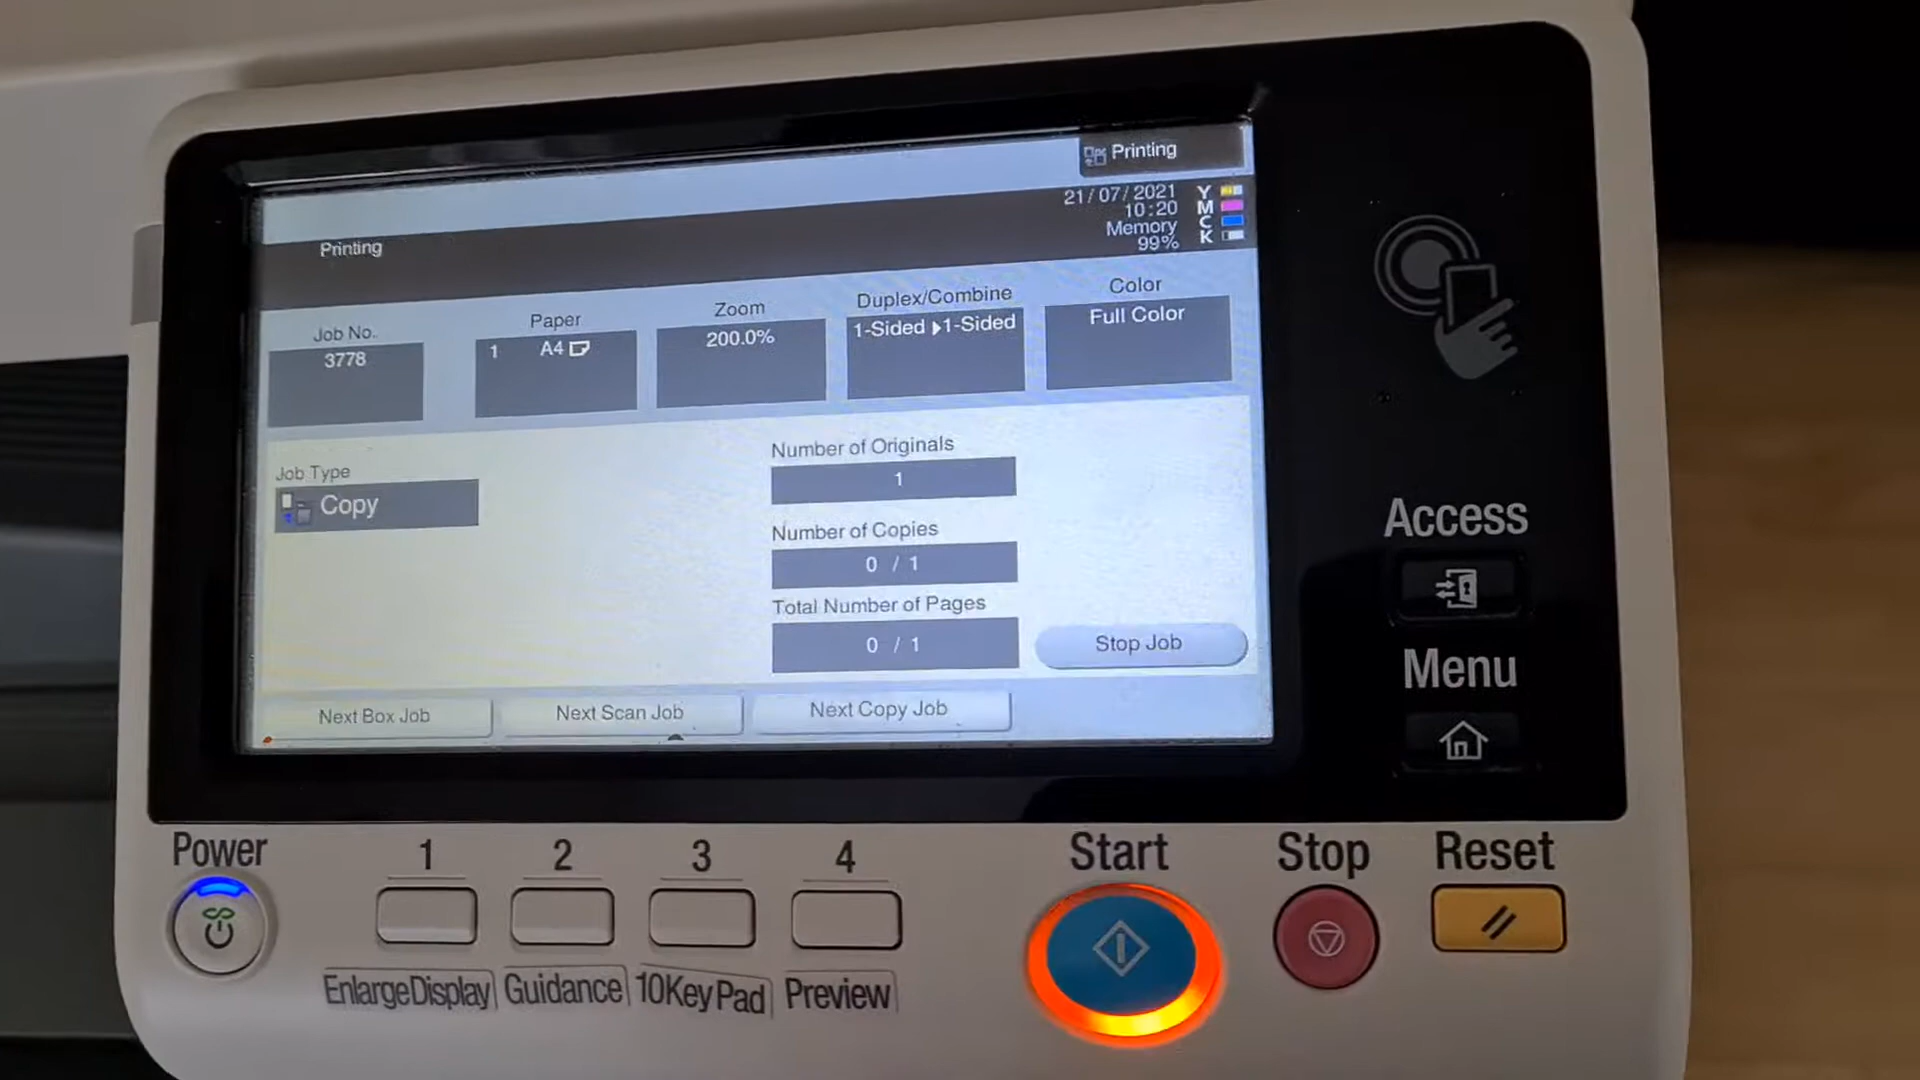 Printing
21/07/2021
10:20
Memory
99%
Y
M
C
K
Printing
Job No.
3778
Paper
1 A4
Zoom
200.0%
Duplex/Combine
1-Sided ▶1-Sided
Color
Full Color
Job Type
Copy
Number of Originals
1
Number of Copies
0 / 1
Total Number of Pages
0 / 1
Stop Job
Next Box Job
Next Scan Job
Next Copy Job
Access
Menu
Power
1
2
3
4
Start
Stop
Reset
EnlargeDisplay
Guidance
10KeyPad
Preview